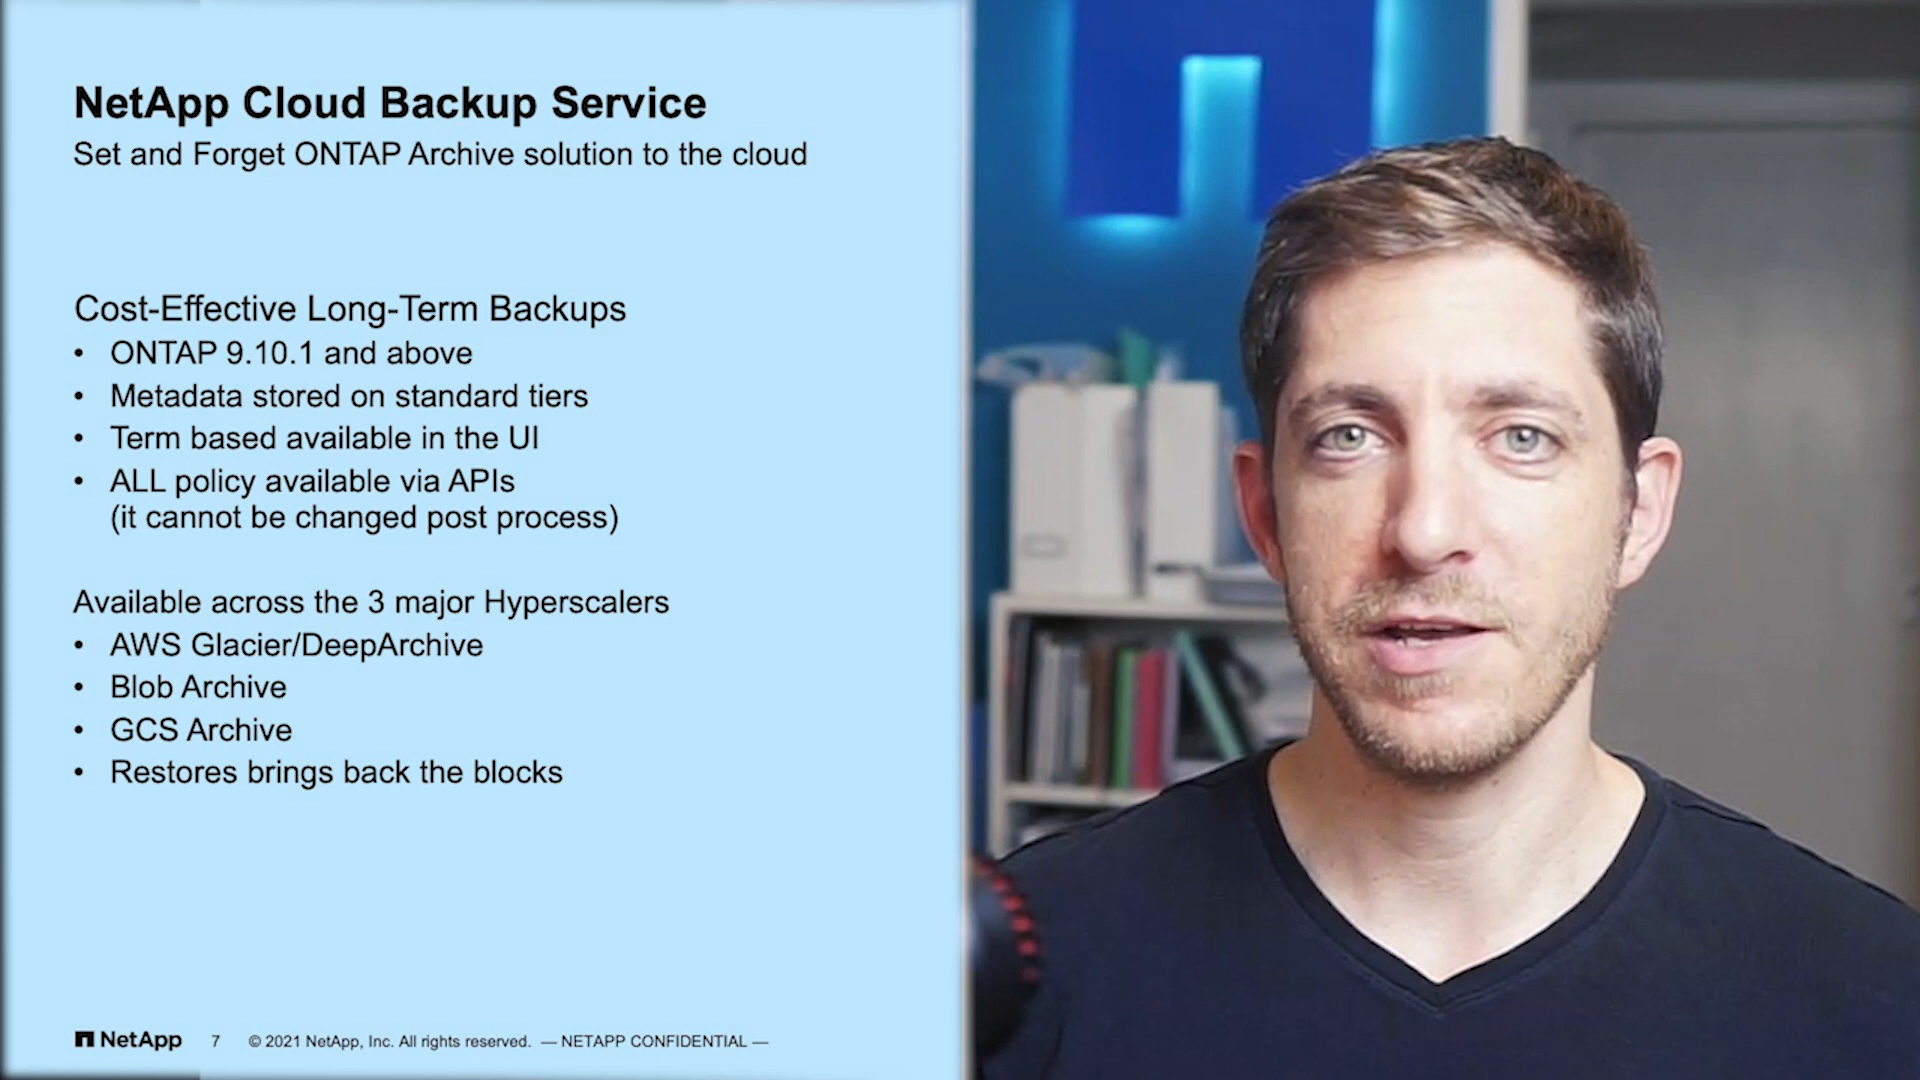 NetApp Cloud Backup Service
Set and Forget ONTAP Archive solution to the cloud
Cost-Effective Long-Term Backups
• ONTAP 9.10.1 and above
• Metadata stored on standard tiers
• Term based available in the UI
• ALL policy available via APIs
(it cannot be changed post process)
Available across the 3 major Hyperscalers
• AWS Glacier/DeepArchive
• Blob Archive
• GCS Archive
• Restores brings back the blocks
NetApp 7 © 2021 NetApp, Inc. All rights reserved. — NETAPP CONFIDENTIAL —